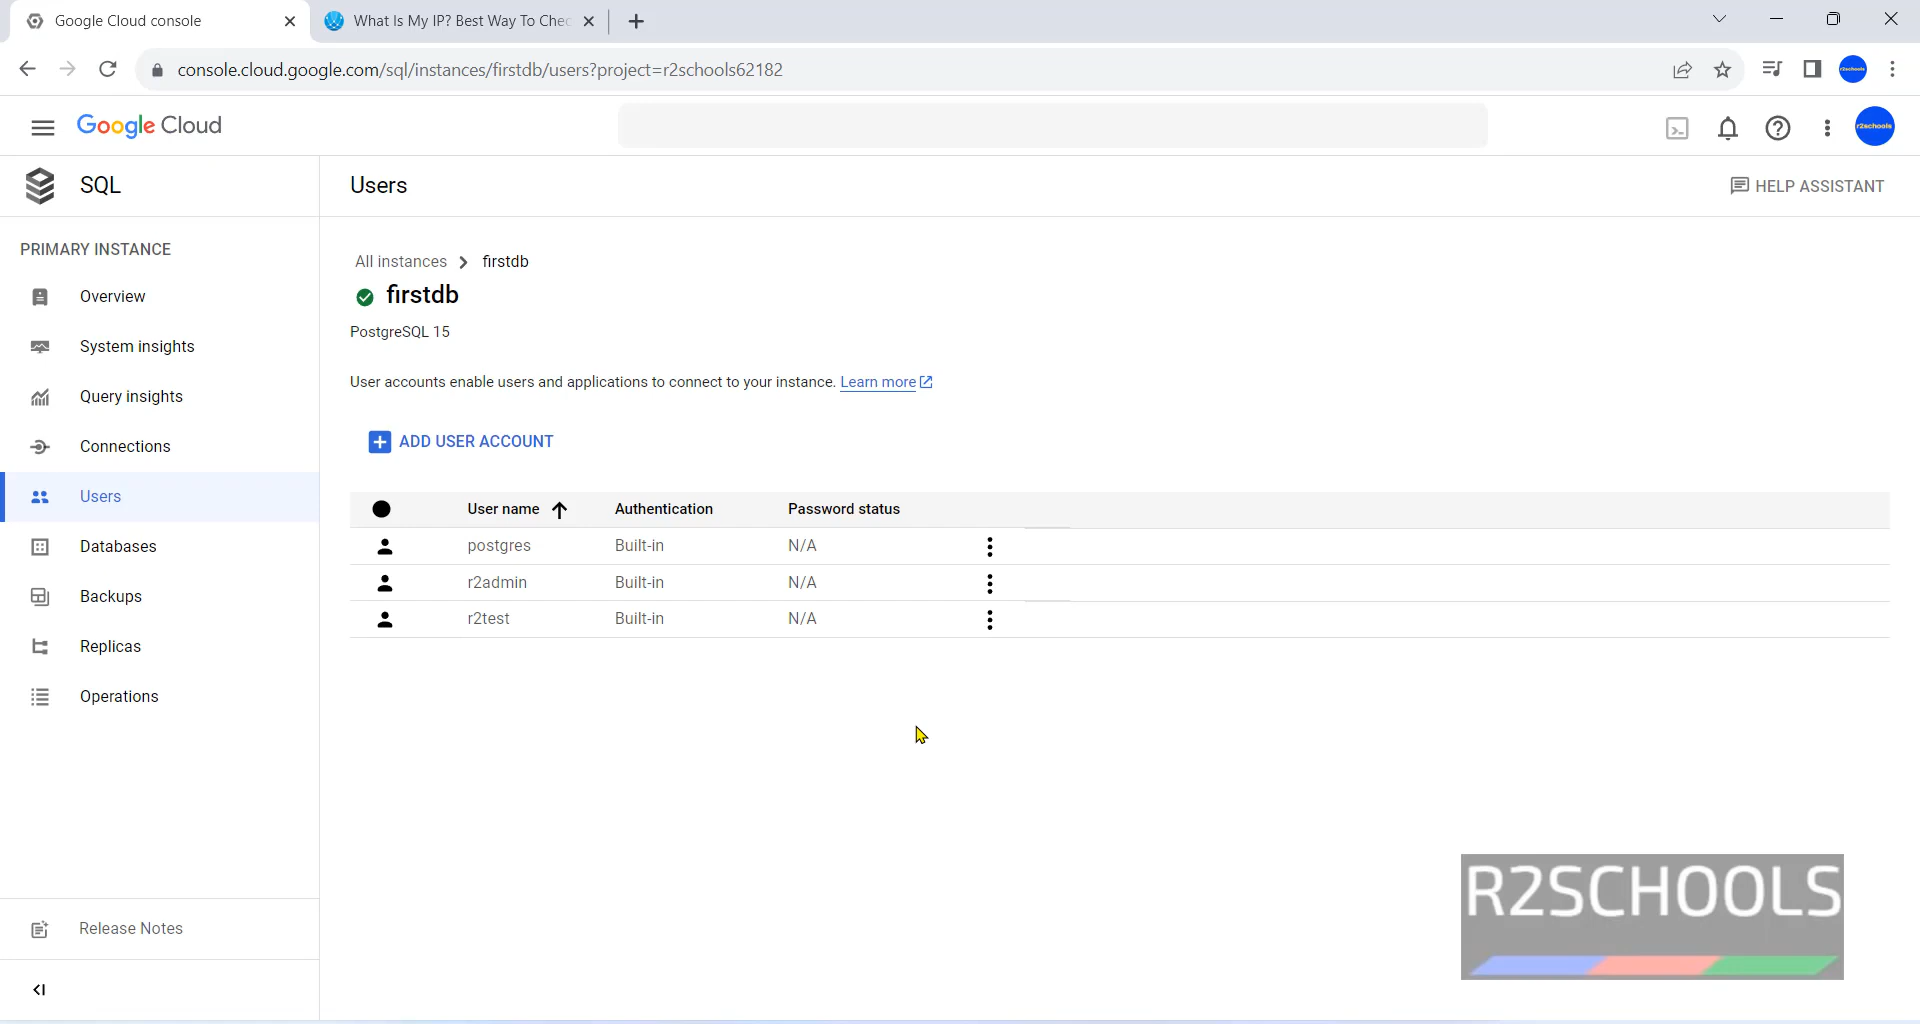 Google Cloud console
What Is My IP? Best Way To Chec
console.cloud.google.com/sql/instances/firstdb/users?project=r2schools62182
r2schools
Google Cloud
r2schools
SQL
Users
HELP ASSISTANT
PRIMARY INSTANCE
Overview
System insights
Query insights
Connections
Users
Databases
Backups
Replicas
Operations
Release Notes
All instances firstdb
firstdb
PostgreSQL 15
User accounts enable users and applications to connect to your instance. Learn more
ADD USER ACCOUNT
User name Authentication Password status
postgres Built-in N/A
r2admin Built-in N/A
r2test Built-in N/A
R2SCHOOLS